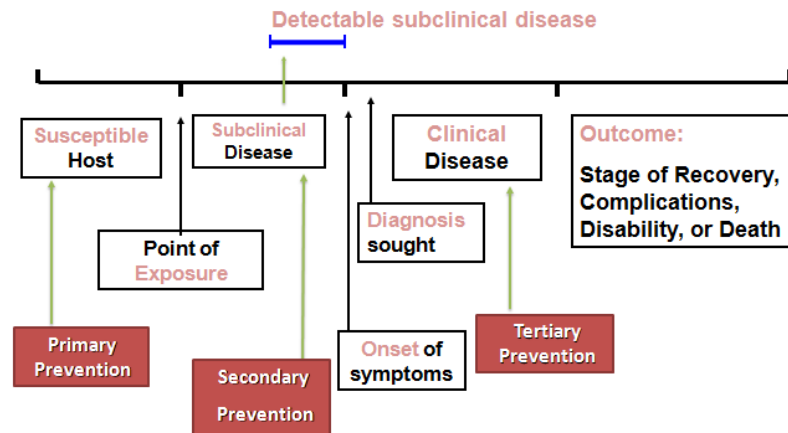 Detectable subclinical disease
Susceptible
Host
Subclinical
Disease
Clinical
Disease
Outcome:
Stage of Recovery,
Complications,
Disability, or Death
Point of
Exposure
Diagnosis
sought
Primary
Prevention
Secondary
Prevention
Onset of
symptoms
Tertiary
Prevention